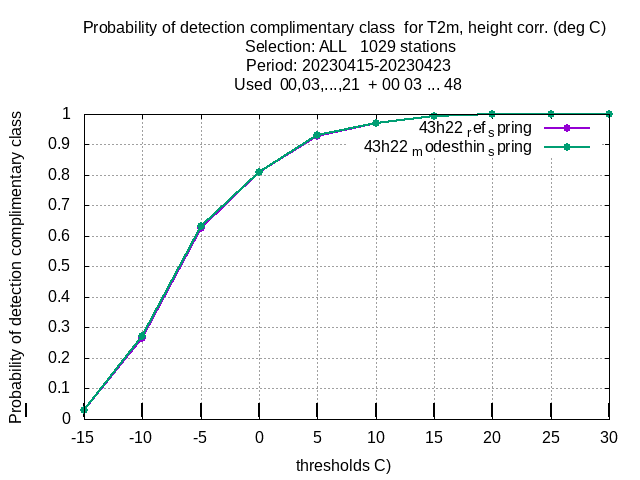 Probability of detection complimentary class  for T2m, height corr. (deg C)
Selection: ALL   1029 stations
Period: 20230415-20230423
Used  00,03,...,21  + 00 03 ... 48
Probability of detection complimentary class
1
0.9
0.8
0.7
0.6
0.5
0.4
0.3
0.2
0.1
0
43h22 ref spring
43h22 modesthin spring
-15 -10 -5 0 5 10 15 20 25 30
thresholds C)